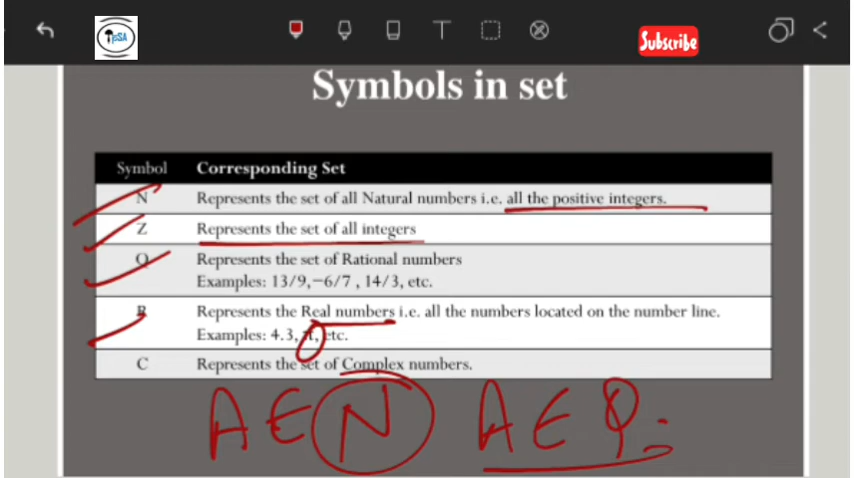 ipSA
T
Subscribe
Symbols in set
Symbol Corresponding Set
N Represents the set of all Natural numbers i.e. all the positive integers.
Z Represents the set of all integers
Q Represents the set of Rational numbers
Examples: 13/9,−6/7 , 14/3, etc.
R Represents the Real numbers i.e. all the numbers located on the number line.
Examples: 4.3, π, etc.
C Represents the set of Complex numbers.
A ∈ N A ∈ Q